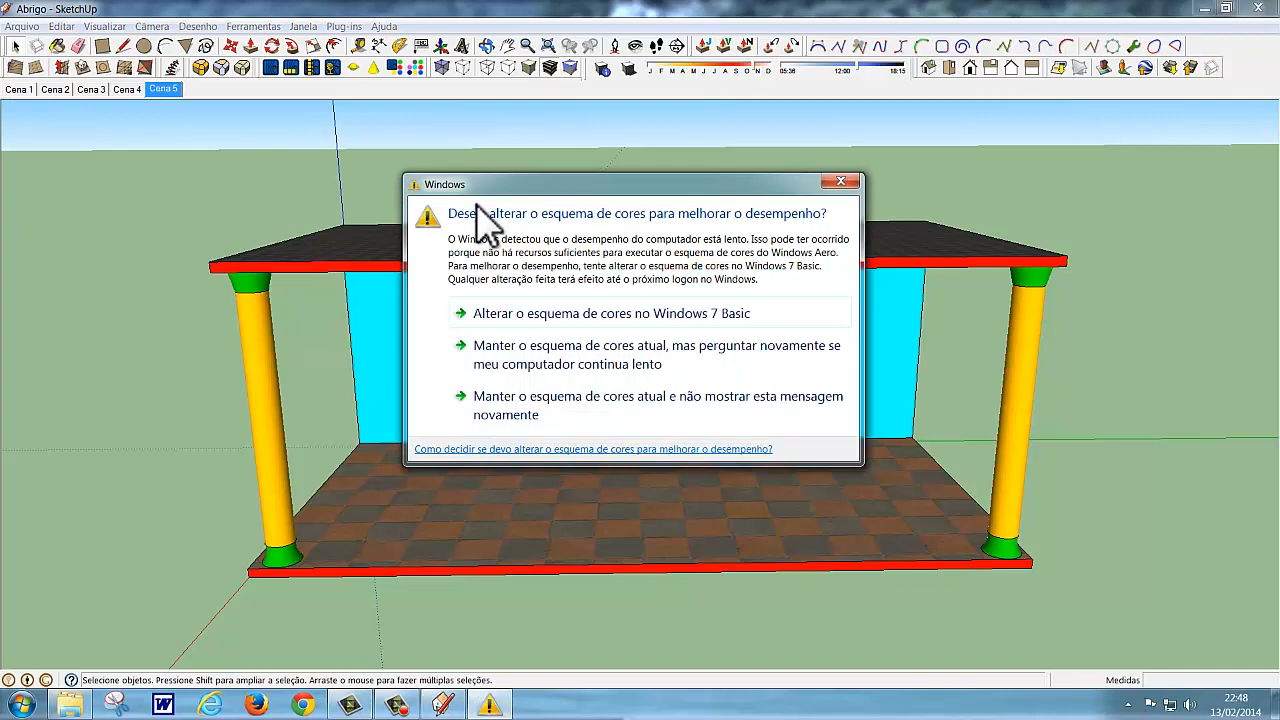 Abrigo - SketchUp
Arquivo Editar Visualizar Câmera Desenho Ferramentas Janela Plug-ins Ajuda
J F M A M J J A S O N D 05:36 12:00 18:15
Cena 1 Cena 2 Cena 3 Cena 4 Cena 5
Windows
alterar o esquema de cores para melhorar o desempenho?
O detectou que o desempenho do computador está lento. Isso pode ter ocorrido
porque não há recursos suficientes para executar o esquema de cores do Windows Aero.
Para melhorar o desempenho, tente alterar o esquema de cores no Windows 7 Basic.
Qualquer alteração feita terá efeito até o próximo logon no Windows.
Alterar o esquema de cores no Windows 7 Basic
Manter o esquema de cores atual, mas perguntar novamente se
meu computador continua lento
Manter o esquema de cores atual e não mostrar esta mensagem
novamente
Como decidir se devo alterar o esquema de cores para melhorar o desempenho?
Selecione objetos. Pressione Shift para ampliar a seleção. Arraste o mouse para fazer múltiplas seleções.
Medidas
22:48
13/02/2014